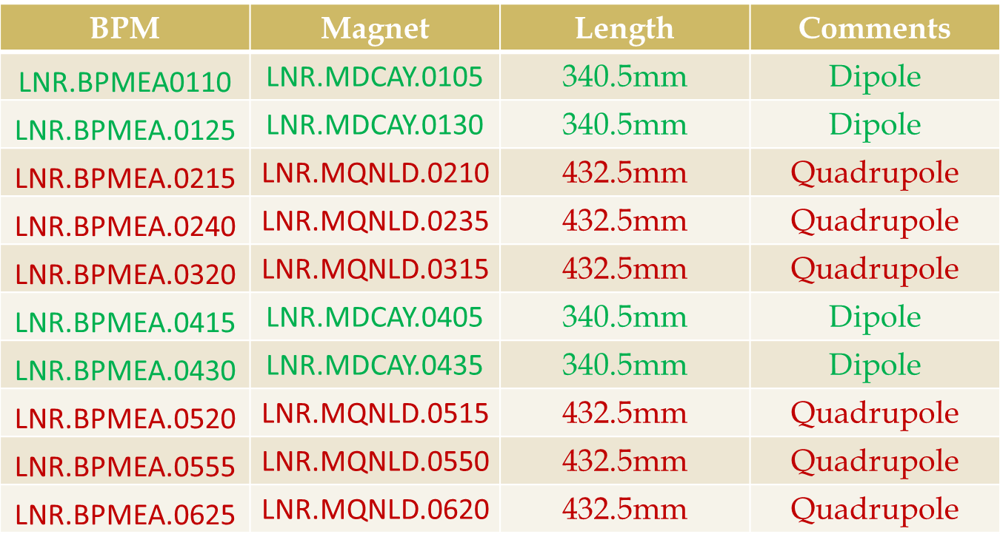 BPM Magnet Length Comments
LNR.BPMEA0110 LNR.MDCAY.0105 340.5mm Dipole
LNR.BPMEA.0125 LNR.MDCAY.0130 340.5mm Dipole
LNR.BPMEA.0215 LNR.MQNLD.0210 432.5mm Quadrupole
LNR.BPMEA.0240 LNR.MQNLD.0235 432.5mm Quadrupole
LNR.BPMEA.0320 LNR.MQNLD.0315 432.5mm Quadrupole
LNR.BPMEA.0415 LNR.MDCAY.0405 340.5mm Dipole
LNR.BPMEA.0430 LNR.MDCAY.0435 340.5mm Dipole
LNR.BPMEA.0520 LNR.MQNLD.0515 432.5mm Quadrupole
LNR.BPMEA.0555 LNR.MQNLD.0550 432.5mm Quadrupole
LNR.BPMEA.0625 LNR.MQNLD.0620 432.5mm Quadrupole